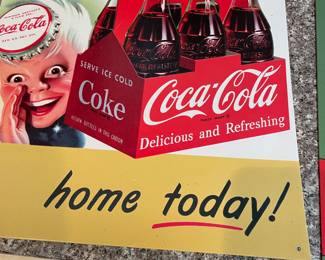 Coca-Cola
SERVE ICE COLD
Coke
Coca-Cola
Delicious and Refreshing
home today!